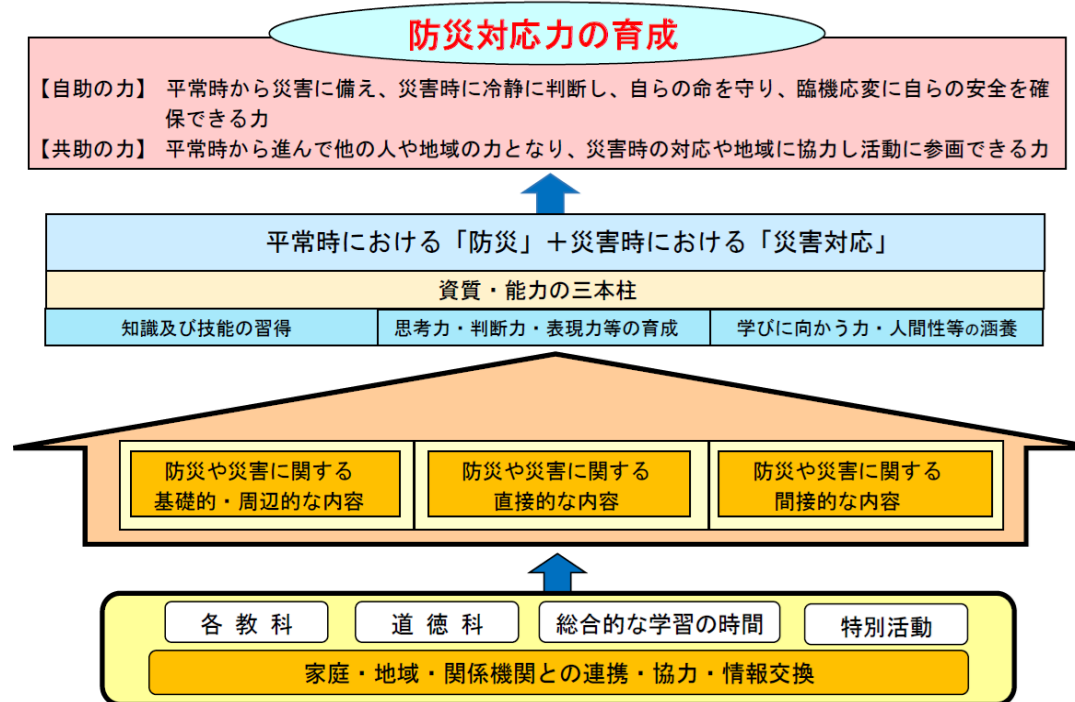 防災対応力の育成
【自助の力】 平常時から災害に備え、災害時に冷静に判断し、自らの命を守り、臨機応変に自らの安全を確
保できる力
【共助の力】 平常時から進んで他の人や地域の力となり、災害時の対応や地域に協力し活動に参画できる力
平常時における「防災」＋災害時における「災害対応」
資質・能力の三本柱
知識及び技能の習得
思考力・判断力・表現力等の育成
学びに向かう力・人間性等の涵養
防災や災害に関する
基礎的・周辺的な内容
防災や災害に関する
直接的な内容
防災や災害に関する
間接的な内容
各 教 科
道 徳 科
総合的な学習の時間
特別活動
家庭・地域・関係機関との連携・協力・情報交換